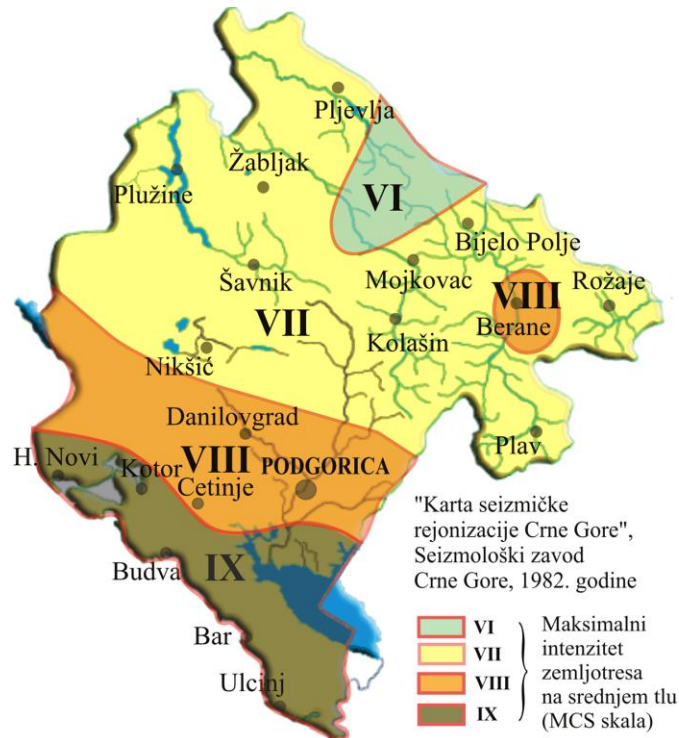 Pljevlja
Žabljak
Plužine
VI
Bijelo Polje
Šavnik
Mojkovac
VIII
Rožaje
VII
Berane
Kolašin
Nikšić
Danilovgrad
Plav
H. Novi
Kotor
VIII
PODGORICA
Cetinje
"Karta seizmičke
rejonizacije Crne Gore",
Seizmološki zavod
Crne Gore, 1982. godine
Budva
IX
Bar
Ulcinj
VI
VII
VIII
IX
Maksimalni
intenzitet
zemljotresa
na srednjem tlu
(MCS skala)